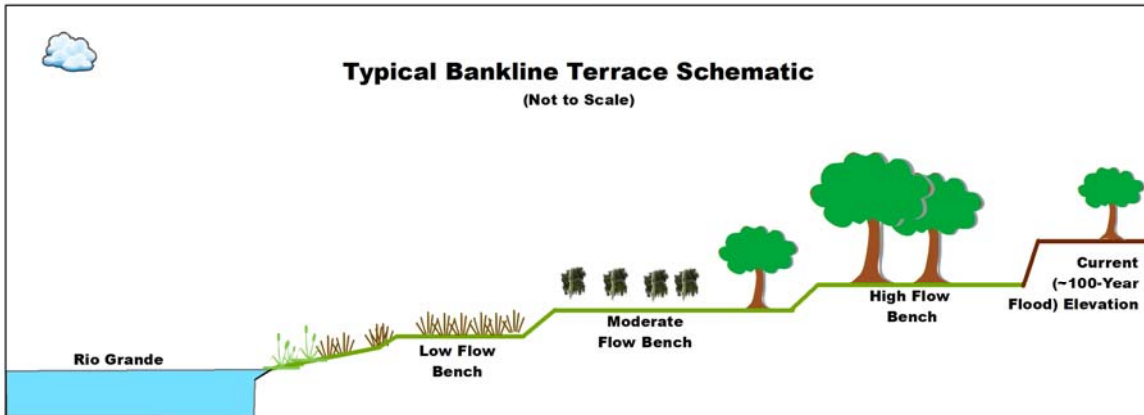 Typical Bankline Terrace Schematic
(Not to Scale)
Rio Grande
Low Flow
Bench
Moderate
Flow Bench
High Flow
Bench
Current
(~100-Year
Flood) Elevation